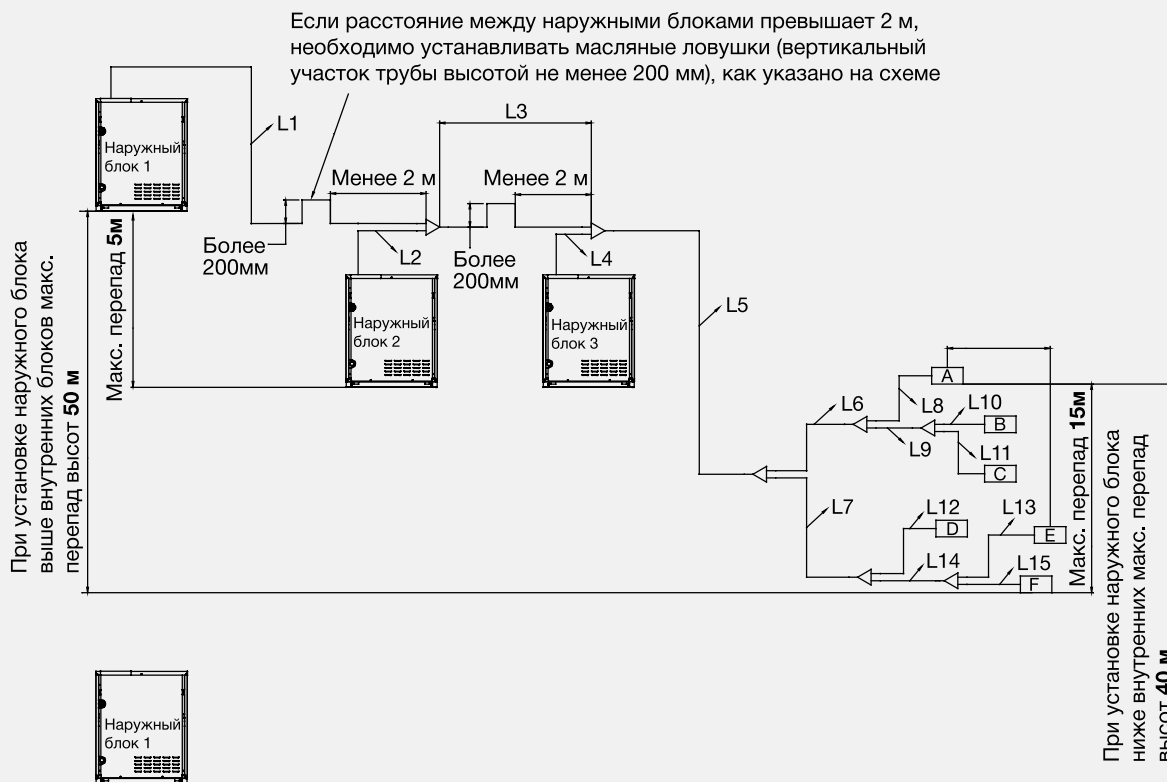 Если расстояние между наружными блоками превышает 2 м,
необходимо устанавливать масляные ловушки (вертикальный
участок трубы высотой не менее 200 мм), как указано на схеме
L3
L1
Наружный
блок 1
Менее 2 м
Менее 2 м
Более
200мм
L2
Более
200мм
L4
Наружный
блок 2
Наружный
блок 3
L5
При установке наружного блока
выше внутренних блоков макс.
перепад высот 50 м
Макс. перепад 5м
A
L6
L8
L10
B
L9
L11
C
L7
L12
L13
D
E
L14
L15
F
Макс. перепад 15м
При установке наружного блока
ниже внутренних макс. перепад
высот 40 м
Наружный
блок 1